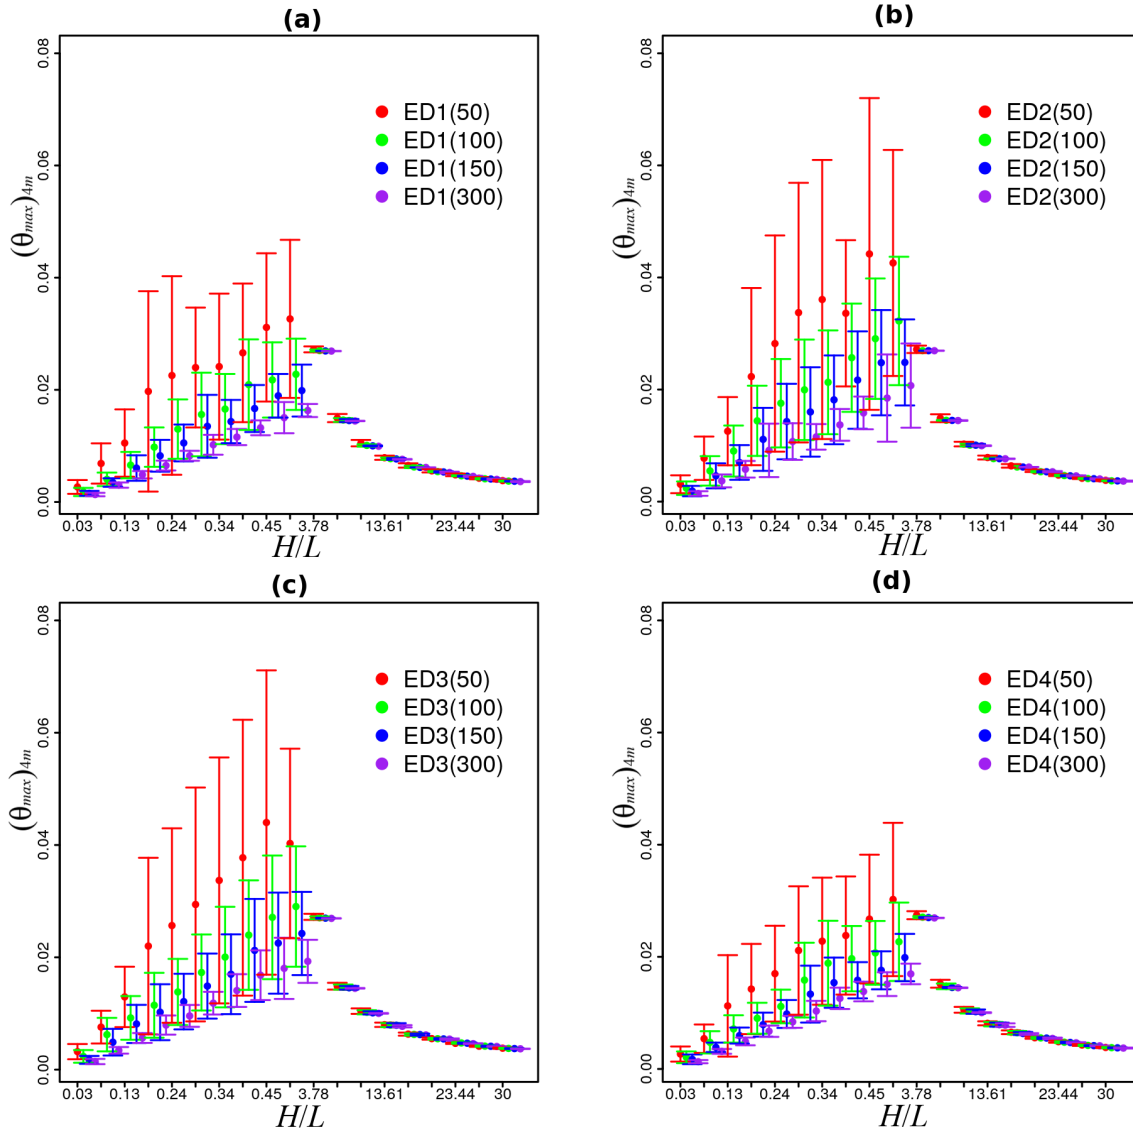 (a)
(θmax)4m
0.08
0.06
0.04
0.02
0.00
ED1(50)
ED1(100)
ED1(150)
ED1(300)
0.03 0.13 0.24 0.34 0.45 3.78 13.61 23.44 30
H/L
(b)
(θmax)4m
0.08
0.06
0.04
0.02
0.00
ED2(50)
ED2(100)
ED2(150)
ED2(300)
0.03 0.13 0.24 0.34 0.45 3.78 13.61 23.44 30
H/L
(c)
(θmax)4m
0.08
0.06
0.04
0.02
0.00
ED3(50)
ED3(100)
ED3(150)
ED3(300)
0.03 0.13 0.24 0.34 0.45 3.78 13.61 23.44 30
H/L
(d)
(θmax)4m
0.08
0.06
0.04
0.02
0.00
ED4(50)
ED4(100)
ED4(150)
ED4(300)
0.03 0.13 0.24 0.34 0.45 3.78 13.61 23.44 30
H/L